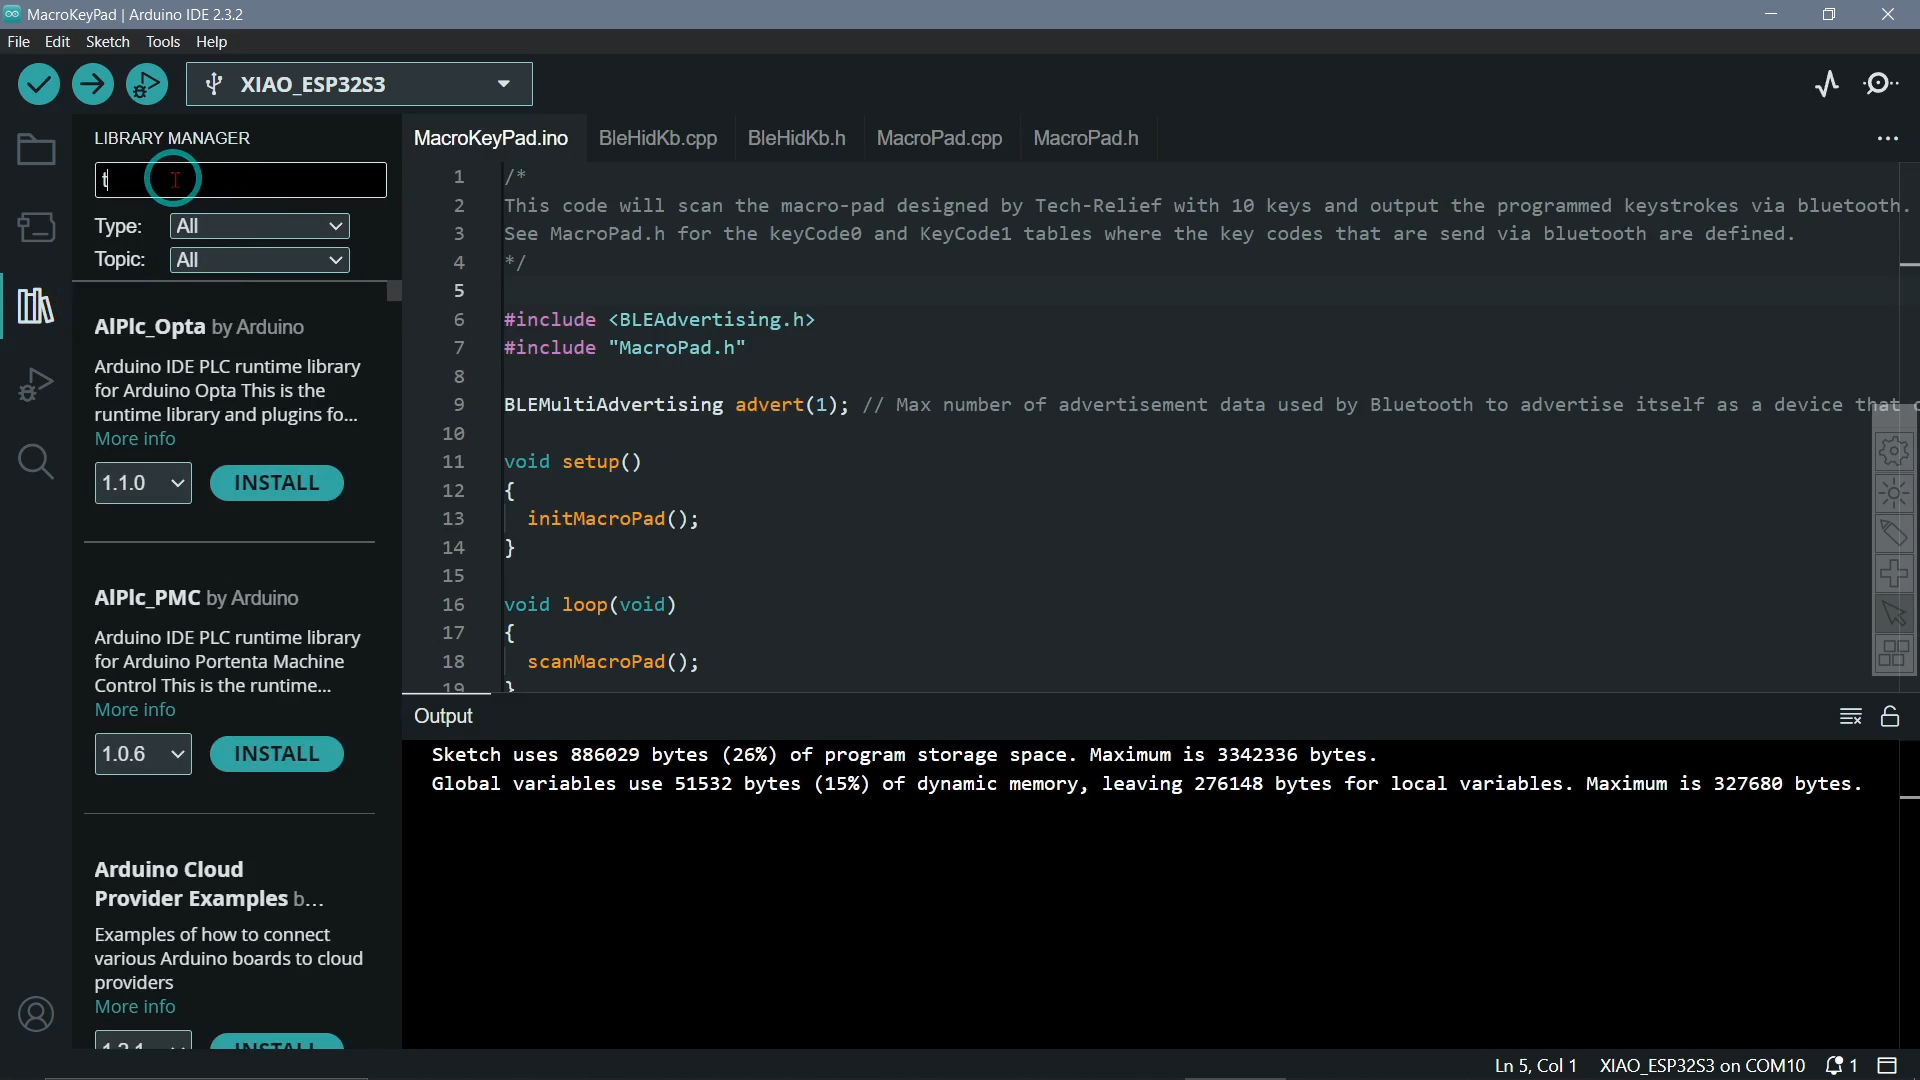 MacroKeyPad | Arduino IDE 2.3.2
File Edit Sketch Tools Help
XIAO_ESP32S3
LIBRARY MANAGER
t
Type: All
Topic: All
AlPlc_Opta by Arduino
Arduino IDE PLC runtime library
for Arduino Opta This is the
runtime library and plugins fo...
More info
1.1.0 INSTALL
AlPlc_PMC by Arduino
Arduino IDE PLC runtime library
for Arduino Portenta Machine
Control This is the runtime...
More info
1.0.6 INSTALL
Arduino Cloud
Provider Examples b...
Examples of how to connect
various Arduino boards to cloud
providers
More info
INSTALL
MacroKeyPad.ino BleHidKb.cpp BleHidKb.h MacroPad.cpp MacroPad.h
1 /*
2 This code will scan the macro-pad designed by Tech-Relief with 10 keys and output the programmed keystrokes via bluetooth.
3 See MacroPad.h for the keyCode0 and KeyCode1 tables where the key codes that are send via bluetooth are defined.
4 */
5
6 #include <BLEAdvertising.h>
7 #include "MacroPad.h"
8
9 BLEMultiAdvertising advert(1); // Max number of advertisement data used by Bluetooth to advertise itself as a device that
10
11 void setup()
12 {
13 initMacroPad();
14 }
15
16 void loop(void)
17 {
18 scanMacroPad();
19 }
Output
Sketch uses 886029 bytes (26%) of program storage space. Maximum is 3342336 bytes.
Global variables use 51532 bytes (15%) of dynamic memory, leaving 276148 bytes for local variables. Maximum is 327680 bytes.
Ln 5, Col 1 XIAO_ESP32S3 on COM10 1